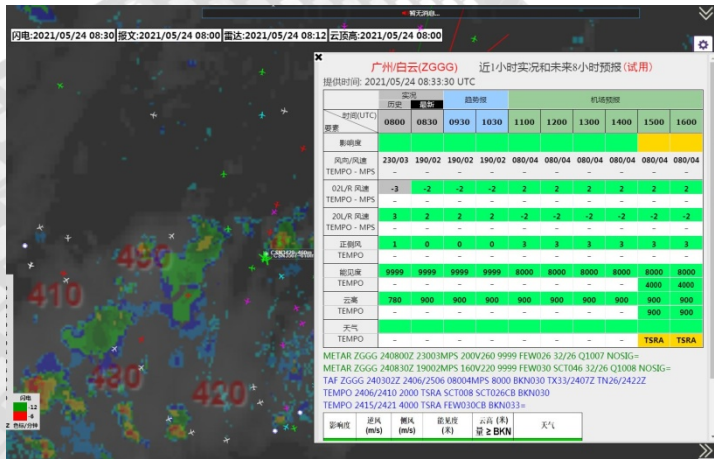 暂无消息...
闪电:2021/05/24 08:30 报文:2021/05/24 08:00 雷达:2021/05/24 08:12 云顶高:2021/05/24 08:00
广州/白云(ZGGG) 近1小时实况和未来8小时预报(试用)
提供时间: 2021/05/24 08:33:30 UTC
实况 趋势报 机场预报
历史 最新
时间(UTC) 要素 0800 0830 0930 1030 1100 1200 1300 1400 1500 1600
影响度
风向/风速 230/03 190/02 190/02 190/02 080/04 080/04 080/04 080/04 080/04 080/04
TEMPO - MPS - - - - - - - - - -
02L/R 风速 -3 -2 -2 -2 2 2 2 2 2 2
TEMPO - MPS - - - - - - - - - -
20L/R 风速 3 2 2 2 -2 -2 -2 -2 -2 -2
TEMPO - MPS - - - - - - - - - -
正侧风 1 0 0 0 3 3 3 3 3 3
TEMPO - - - - - - - - - -
能见度 9999 9999 9999 9999 8000 8000 8000 8000 8000 8000
TEMPO - - - - - - - - 4000 4000
云高 780 900 900 900 900 900 900 900 900 900
TEMPO - - - - - - - - 900 900
天气
TEMPO - - - - - - - - TSRA TSRA
METAR ZGGG 240800Z 23003MPS 200V260 9999 FEW026 32/26 Q1007 NOSIG=
METAR ZGGG 240830Z 19002MPS 160V220 9999 FEW030 SCT046 32/26 Q1008 NOSIG=
TAF ZGGG 240302Z 2406/2506 08004MPS 8000 BKN030 TX33/2407Z TN26/2422Z
TEMPO 2406/2410 2000 TSRA SCT008 SCT026CB BKN030
TEMPO 2415/2421 4000 TSRA FEW030CB BKN033=
影响度 逆风(m/s) 侧风(m/s) 能见度(米) 云高(米)量≥BKN 天气
430
410
480
420
闪电
-12
-6
色标/分钟